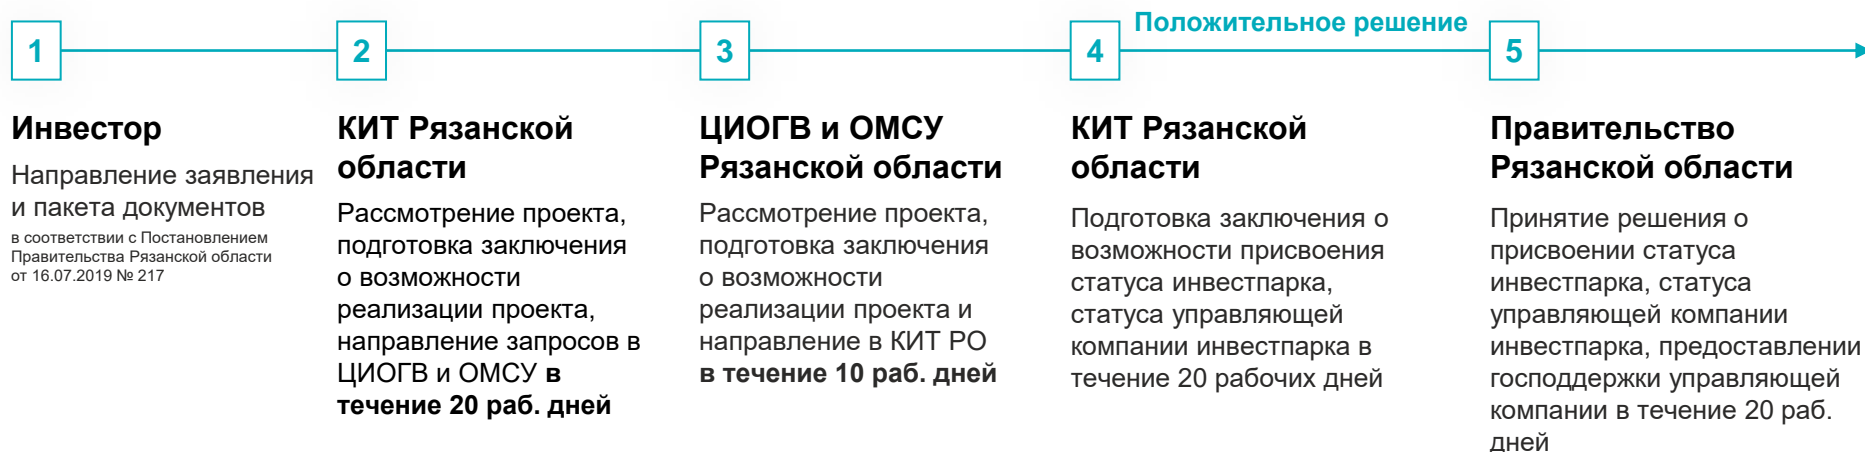 1
Инвестор
Направление заявления
и пакета документов
в соответствии с Постановлением
Правительства Рязанской области
от 16.07.2019 № 217
2
КИТ Рязанской
области
Рассмотрение проекта,
подготовка заключения
о возможности
реализации проекта,
направление запросов в
ЦИОГВ и ОМСУ в
течение 20 раб. дней
3
ЦИОГВ и ОМСУ
Рязанской области
Рассмотрение проекта,
подготовка заключения
о возможности
реализации проекта и
направление в КИТ РО
в течение 10 раб. дней
4
КИТ Рязанской
области
Подготовка заключения о
возможности присвоения
статуса инвестпарка,
статуса управляющей
компании инвестпарка в
течение 20 рабочих дней
Положительное решение
5
Правительство
Рязанской области
Принятие решения о
присвоении статуса
инвестпарка, статуса
управляющей компании
инвестпарка, предоставлении
господдержки управляющей
компании в течение 20 раб.
дней